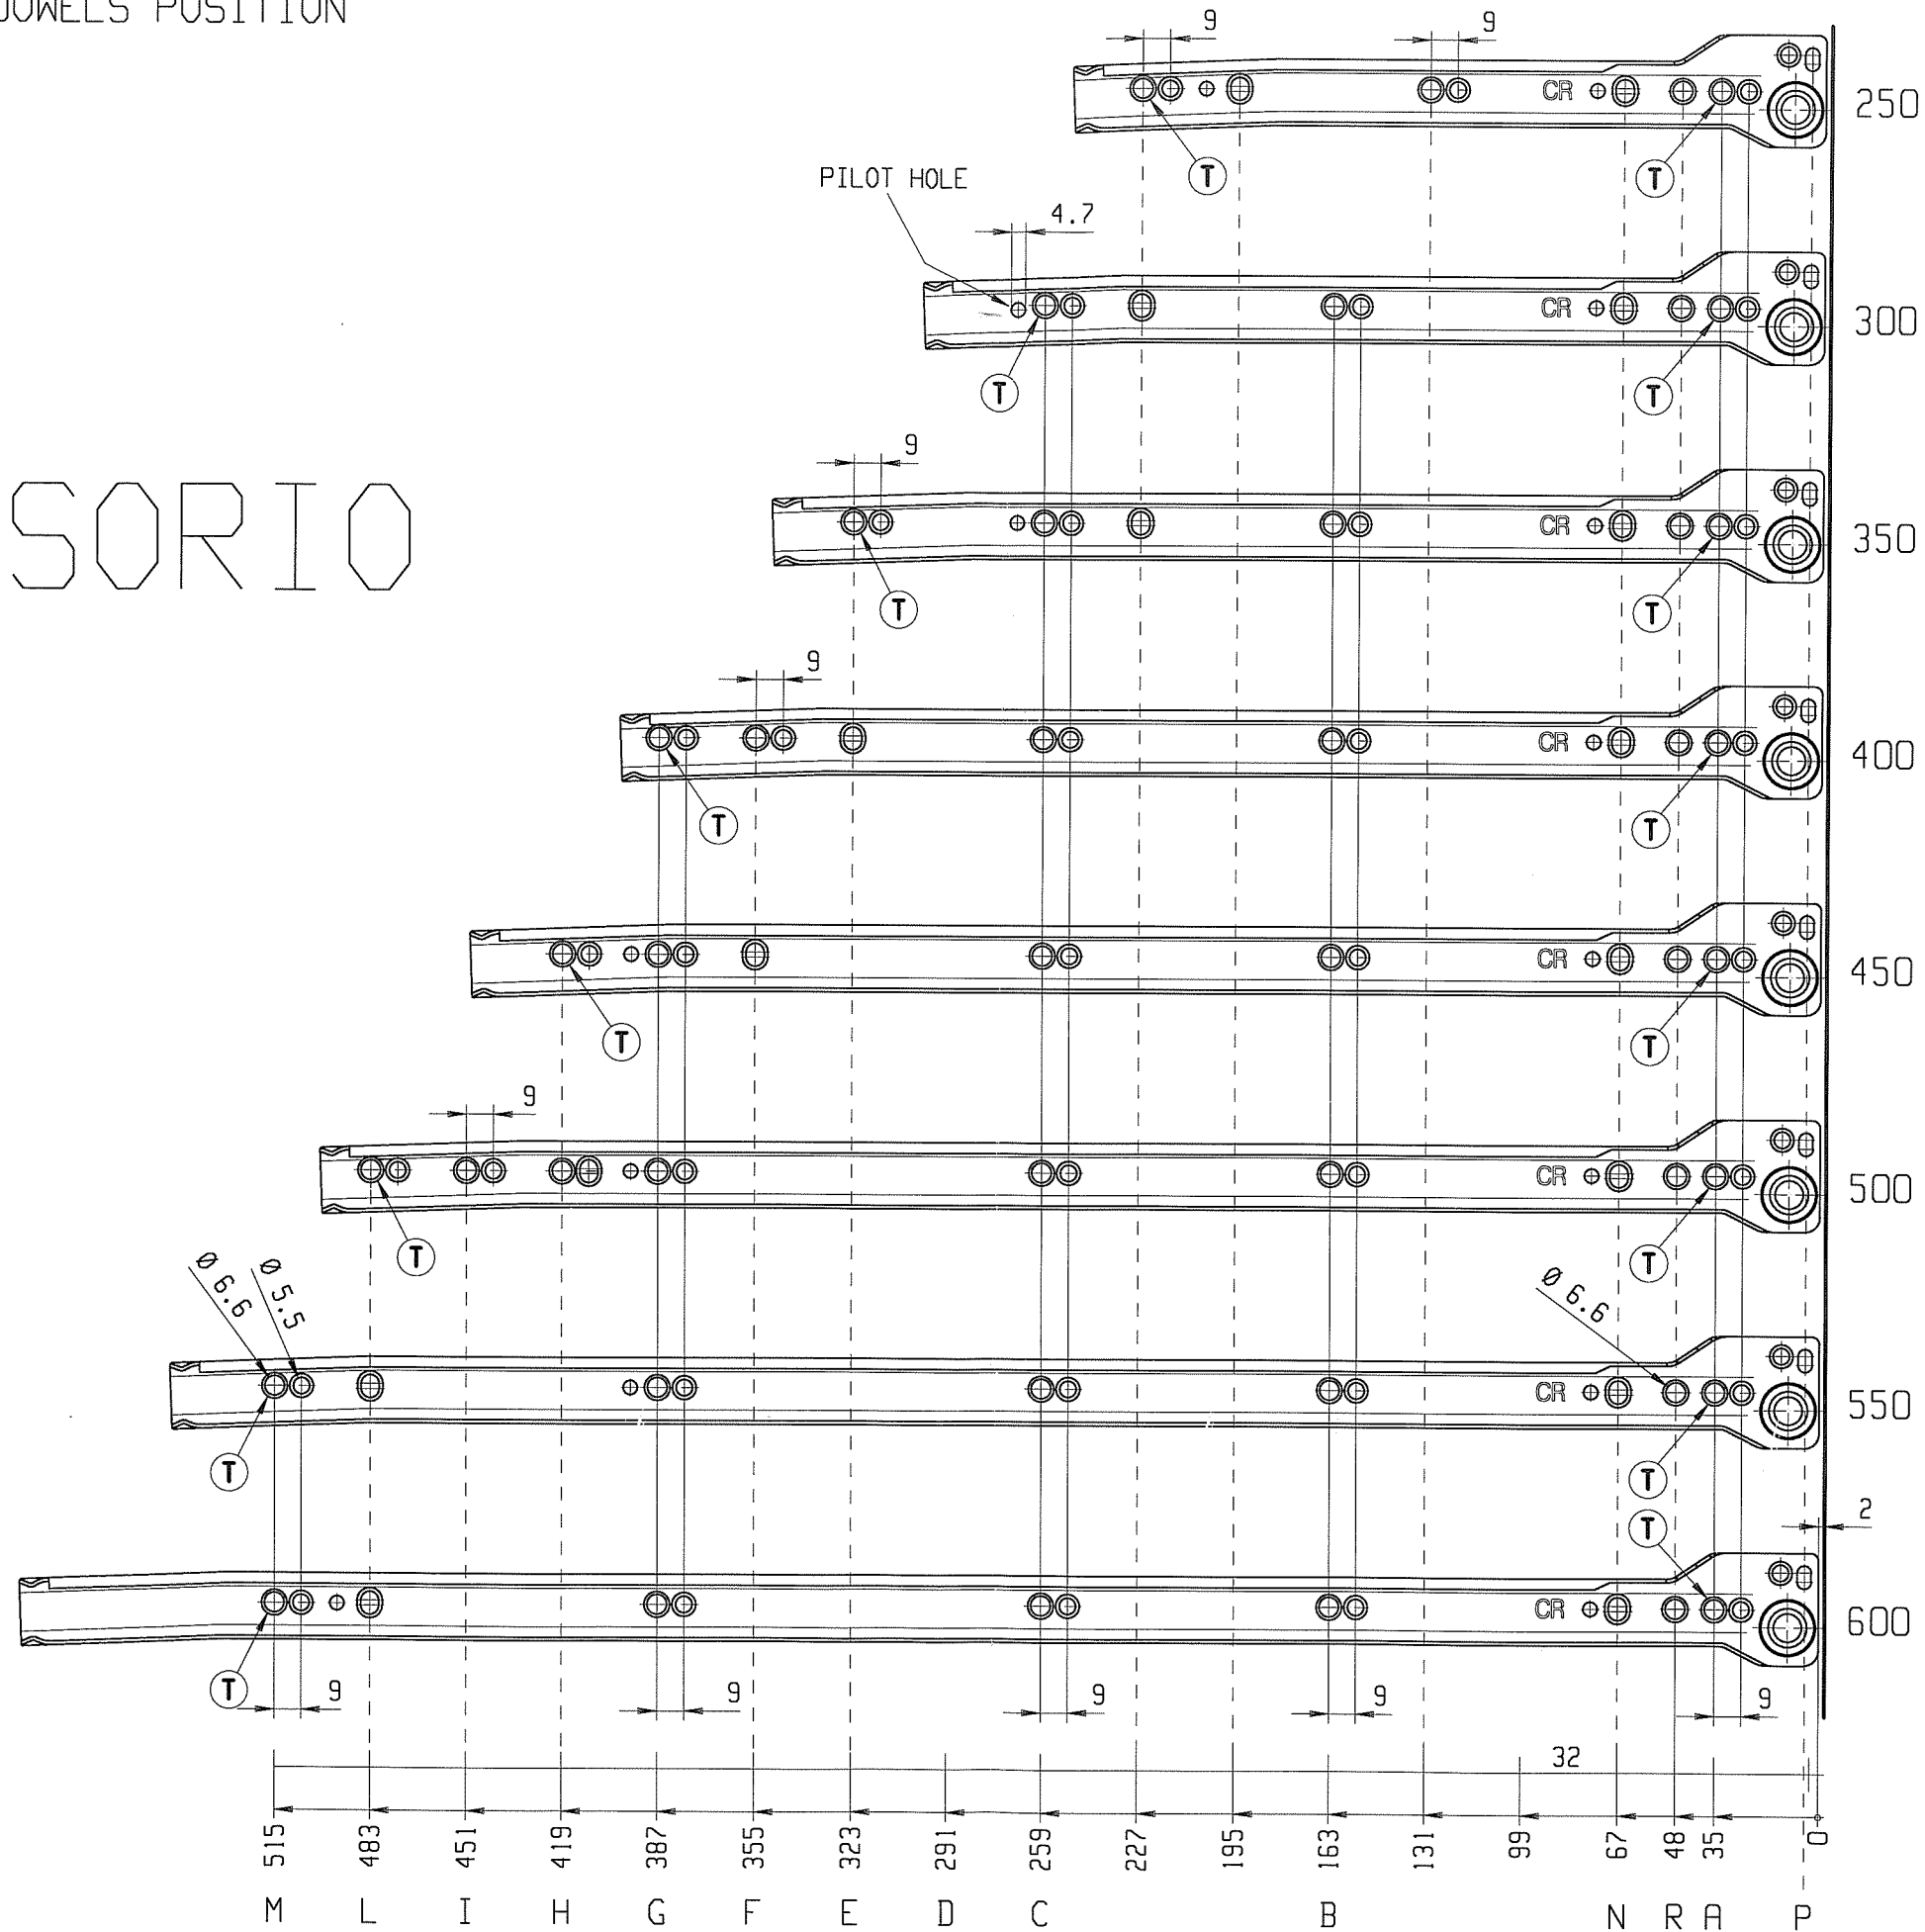 DOWELS POSITION
9 9
CR 250
T T
PILOT HOLE
4.7
CR 300
T T
9
SORIO
CR 350
T T
9
CR 400
T T
CR 450
T T
9
CR 500
T T
Ø 6.6 Ø 5.5 Ø 6.6
CR 550
T T
T 2
CR 600
T 9 9 9 9 9
32
515 483 451 419 387 355 323 291 259 227 195 163 131 99 67 48 35 0
M L I H G F E D C B N R A P